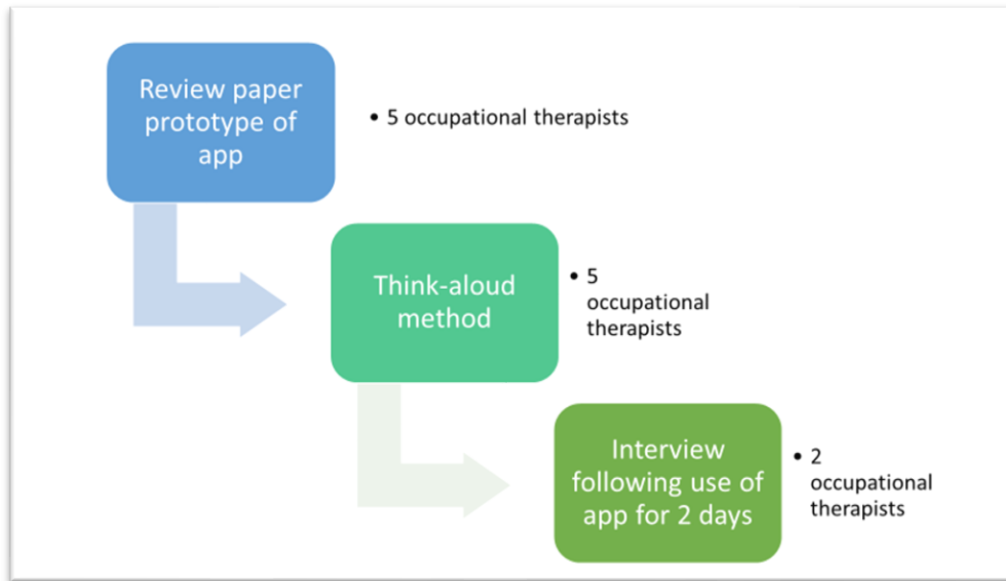 Review paper
prototype of
app
• 5 occupational therapists
Think-aloud
method
• 5
occupational
therapists
Interview
following use of
app for 2 days
• 2
occupational
therapists